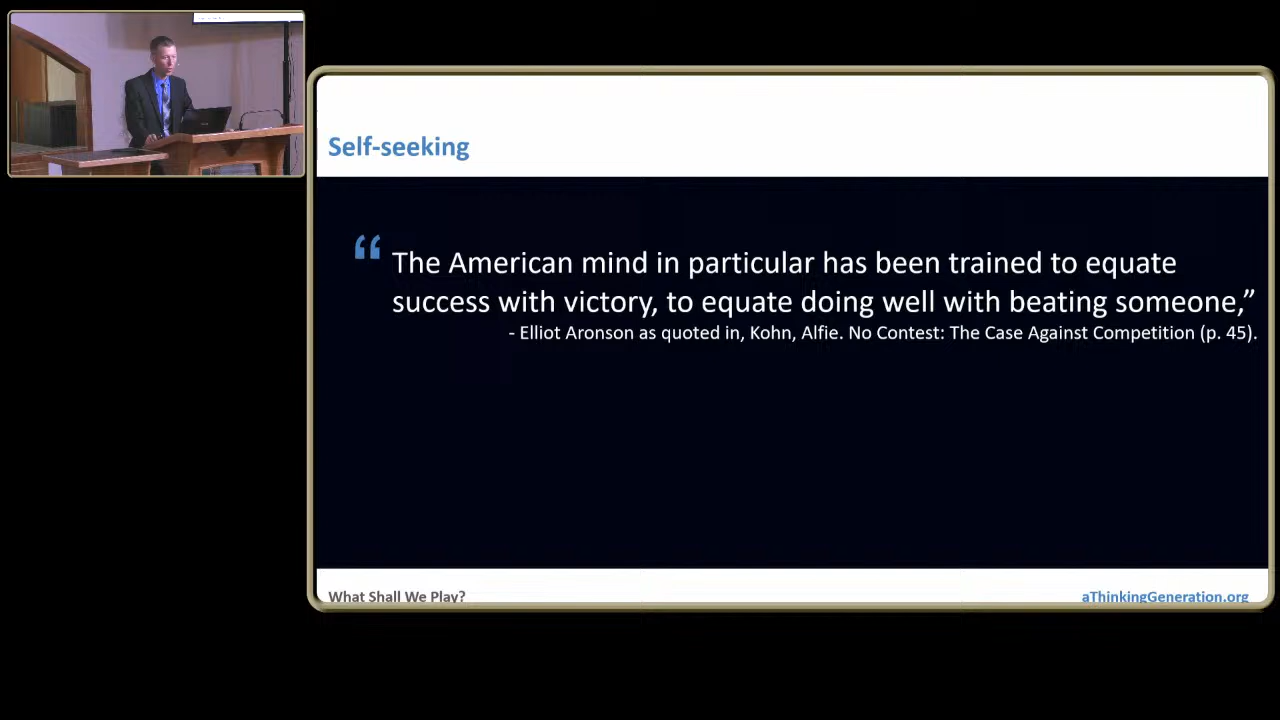 Self-seeking
“
The American mind in particular has been trained to equate
success with victory, to equate doing well with beating someone,”
- Elliot Aronson as quoted in, Kohn, Alfie. No Contest: The Case Against Competition (p. 45).
What Shall We Play?
aThinkingGeneration.org